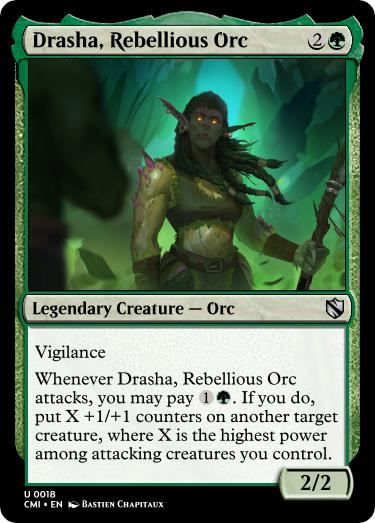 Drasha, Rebellious Orc 2
Legendary Creature — Orc
Vigilance
Whenever Drasha, Rebellious Orc
attacks, you may pay 1 . If you do,
put X +1/+1 counters on another target
creature, where X is the highest power
among attacking creatures you control.
2/2
U 0018
CMI • EN Bastien Chapitaux